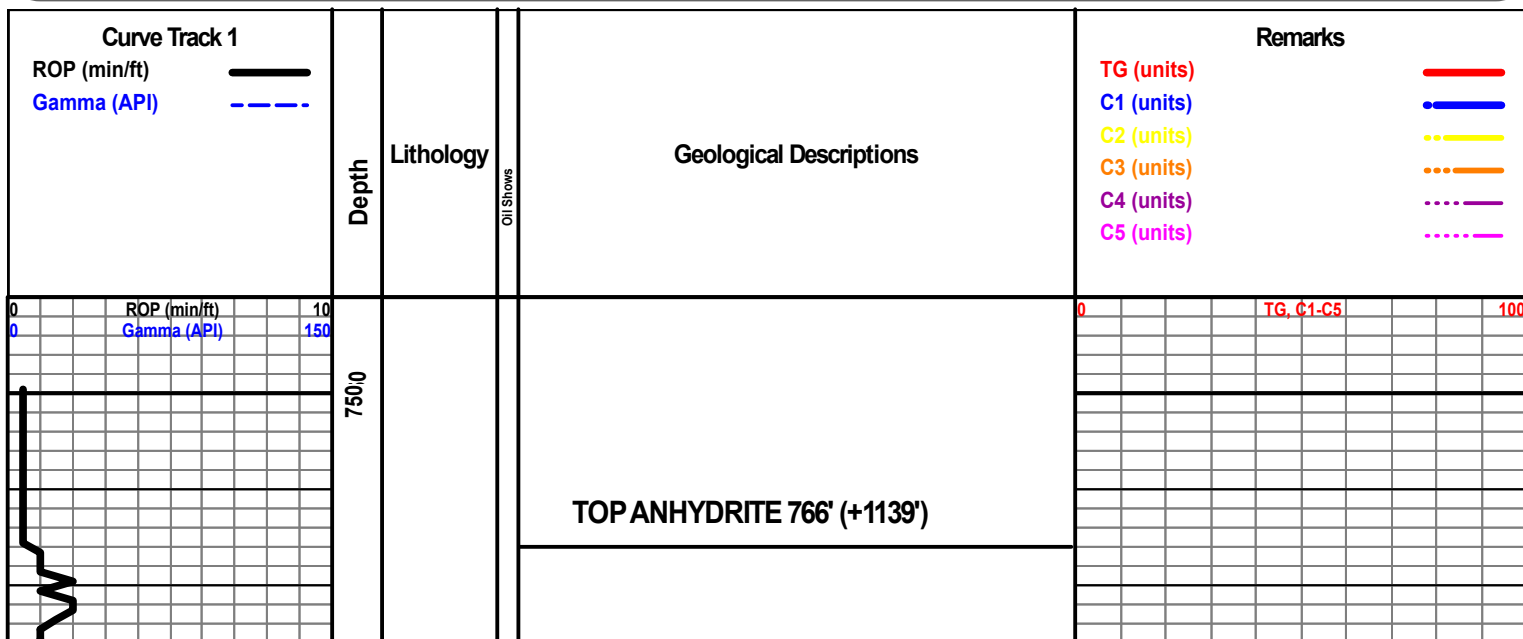 Curve Track 1
ROP (min/ft)
Gamma (API)
Depth
Lithology
Oil Shows
Geological Descriptions
Remarks
TG (units)
C1 (units)
C2 (units)
C3 (units)
C4 (units)
C5 (units)
0 ROP (min/ft) 10
0 Gamma (API) 150
0 TG, C1-C5 100
TOP ANHYDRITE 766' (+1139')